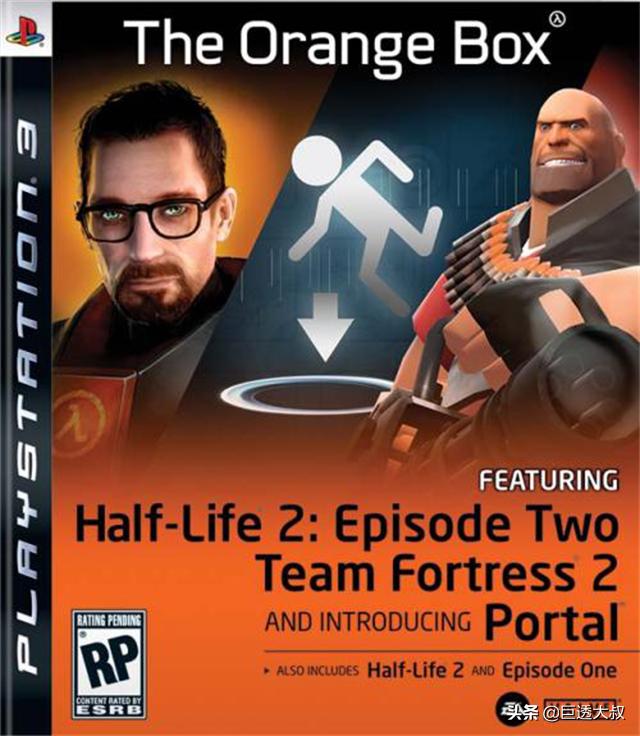 The Orange Box
PLAYSTATION 3
FEATURING
Half-Life 2: Episode Two
Team Fortress 2
AND INTRODUCING Portal
ALSO INCLUDES Half-Life 2 AND Episode One
RATING PENDING
RP
CONTENT RATED BY
ESRB
头条 @巨透大叔